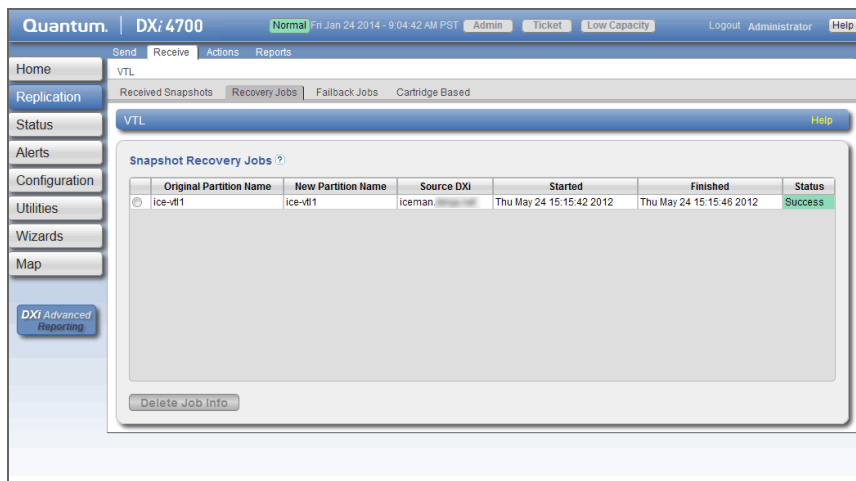 Quantum. DXi 4700 Normal Fri Jan 24 2014 - 9:04:42 AM PST Admin Ticket Low Capacity Logout Administrator Help
Send Receive Actions Reports
Home
VTL
Replication
Received Snapshots Recovery Jobs Failback Jobs Cartridge Based
Status
VTL Help
Alerts
Snapshot Recovery Jobs ?
Configuration
Original Partition Name New Partition Name Source DXi Started Finished Status
ice-vtl1 ice-vtl1 iceman. Thu May 24 15:15:42 2012 Thu May 24 15:15:46 2012 Success
Utilities
Wizards
Map
DXi Advanced
Reporting
Delete Job Info